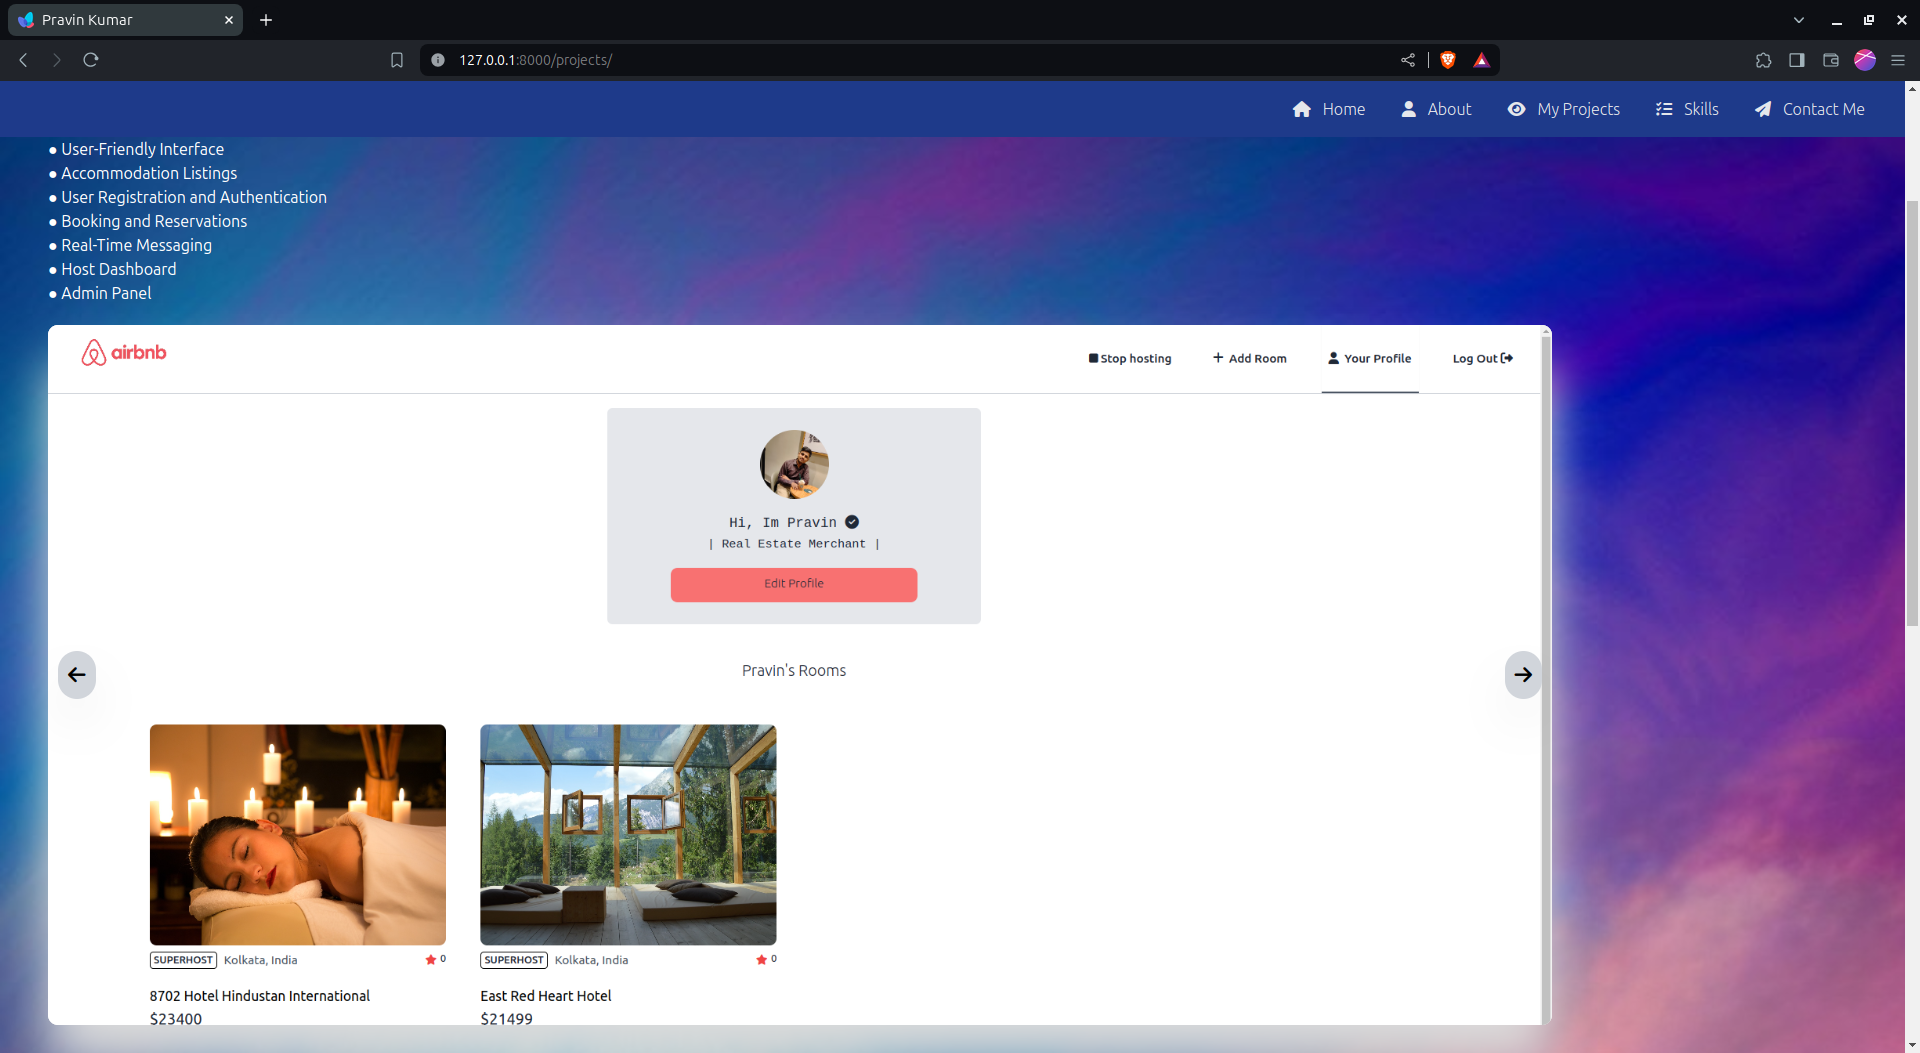 Pravin Kumar
127.0.0.1:8000/projects/
Home About My Projects Skills Contact Me
● User-Friendly Interface
● Accommodation Listings
● User Registration and Authentication
● Booking and Reservations
● Real-Time Messaging
● Host Dashboard
● Admin Panel
airbnb
Stop hosting Add Room Your Profile Log Out
Hi, Im Pravin
| Real Estate Merchant |
Edit Profile
Pravin's Rooms
SUPERHOST Kolkata, India 0
8702 Hotel Hindustan International
$23400
SUPERHOST Kolkata, India 0
East Red Heart Hotel
$21499